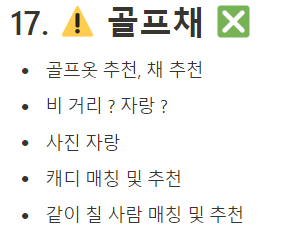 17. ⚠️ 골프채 ❎
• 골프옷 추천, 채 추천
• 비 거리 ? 자랑 ?
• 사진 자랑
• 캐디 매칭 및 추천
• 같이 칠 사람 매칭 및 추천